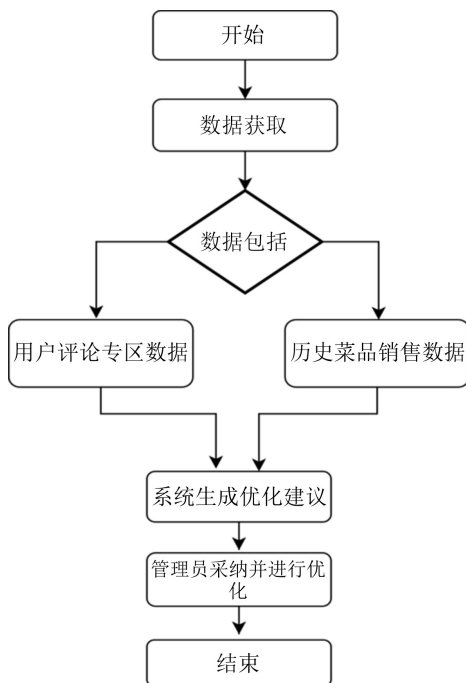 开始
数据获取
数据包括
用户评论专区数据
历史菜品销售数据
系统生成优化建议
管理员采纳并进行优
化
结束